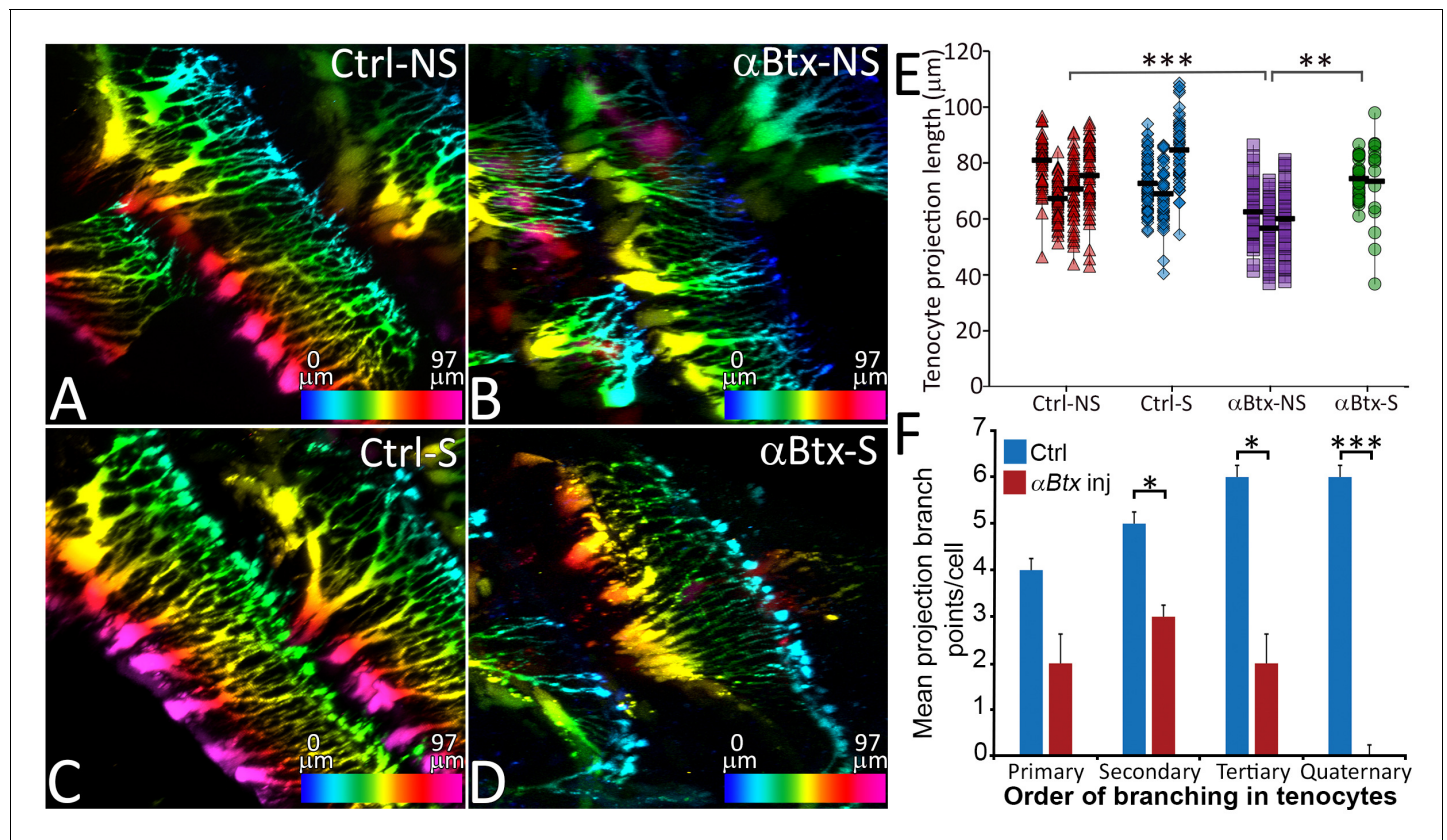 Ctrl-NS
0
μm
97
μm
A
αBtx-NS
0
μm
97
μm
B
Ctrl-S
0
μm
97
μm
C
αBtx-S
0
μm
97
μm
D
E
Tenocyte projection length (μm)
120
100
80
60
40
20
0
***
**
Ctrl-NS Ctrl-S αBtx-NS αBtx-S
F
Mean projection branch
points/cell
7
6
5
4
3
2
1
0
Ctrl
αBtx inj
*
*
***
Primary Secondary Tertiary Quaternary
Order of branching in tenocytes